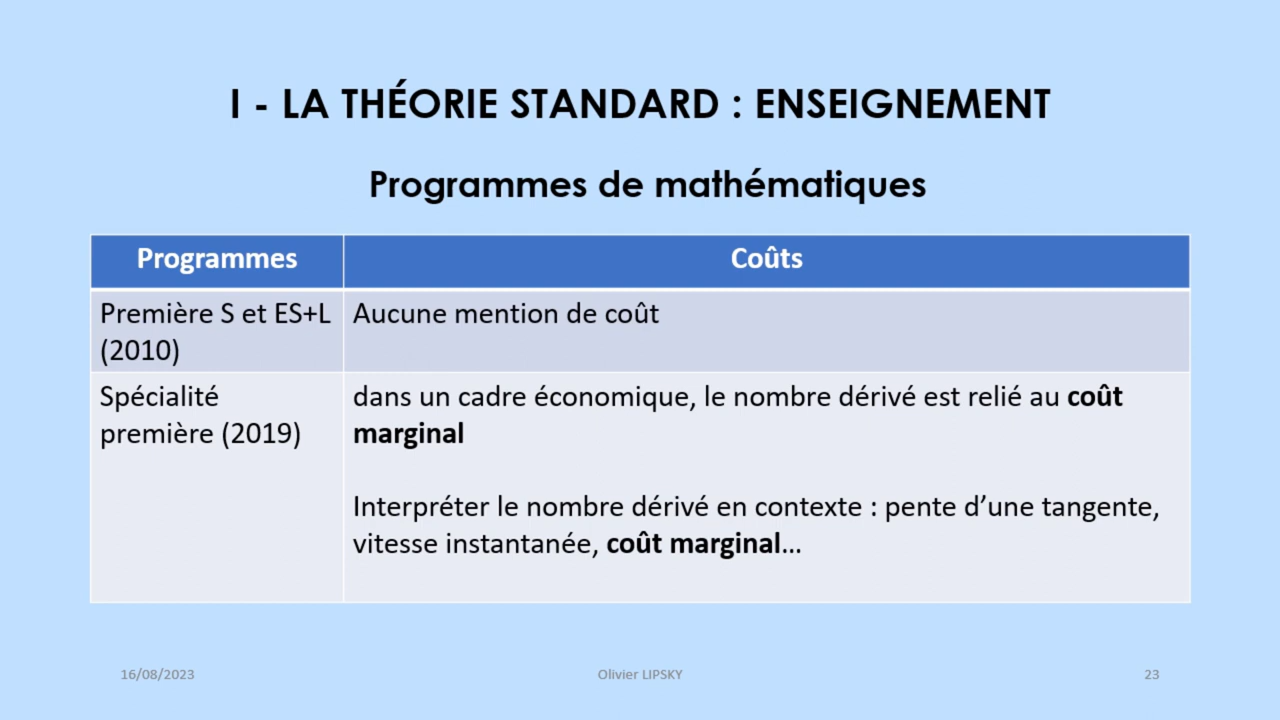 I - LA THÉORIE STANDARD : ENSEIGNEMENT
Programmes de mathématiques
Programmes
Coûts
Première S et ES+L
(2010)
Aucune mention de coût
Spécialité
première (2019)
dans un cadre économique, le nombre dérivé est relié au coût
marginal
Interpréter le nombre dérivé en contexte : pente d’une tangente,
vitesse instantanée, coût marginal…
16/08/2023
Olivier LIPSKY
23